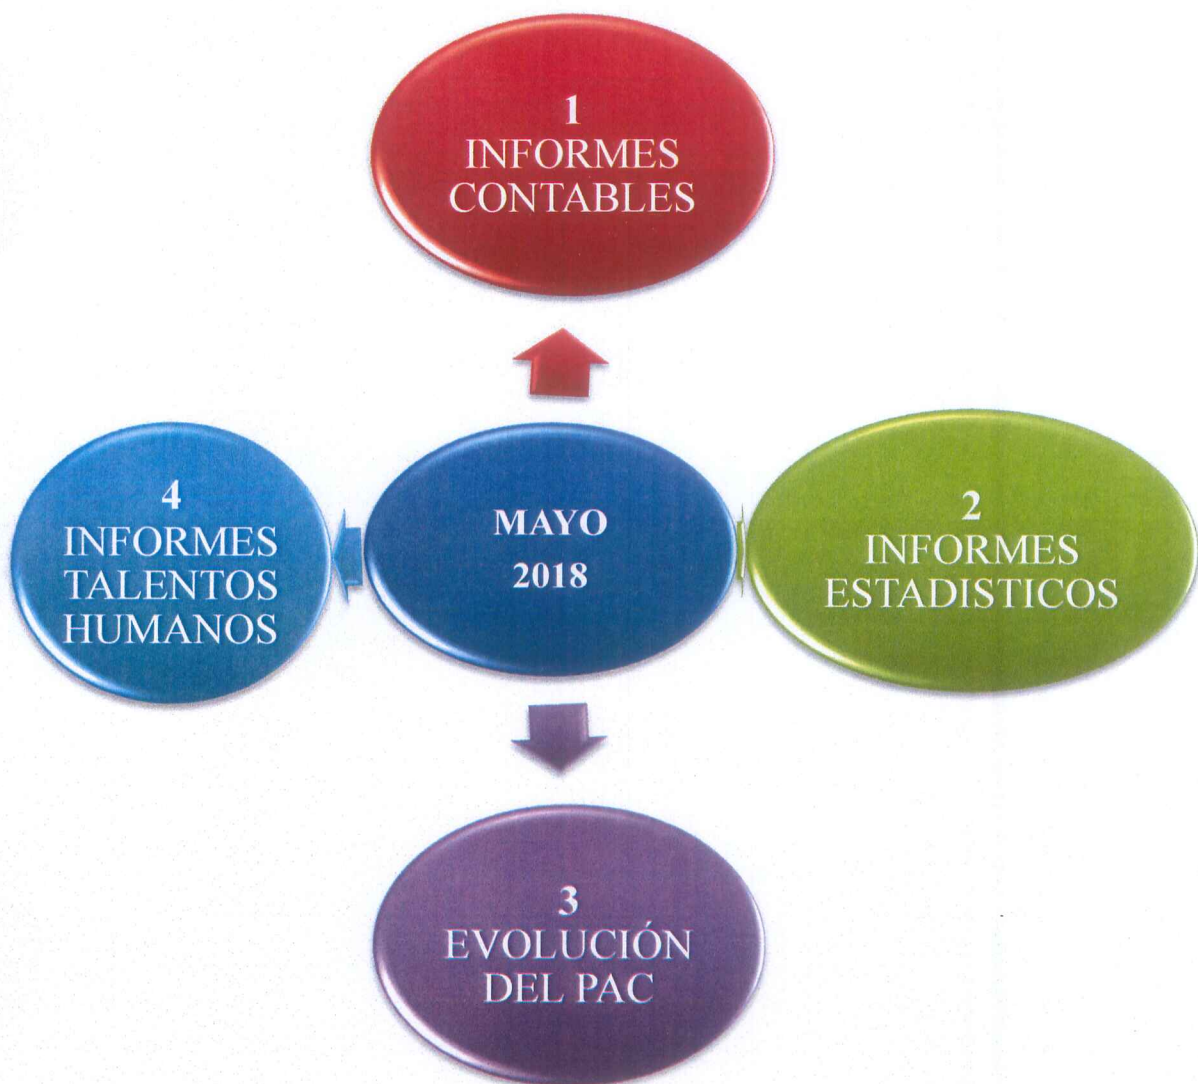 1
INFORMES
CONTABLES
4
INFORMES
TALENTOS
HUMANOS
MAYO
2018
2
INFORMES
ESTADISTICOS
3
EVOLUCIÓN
DEL PAC